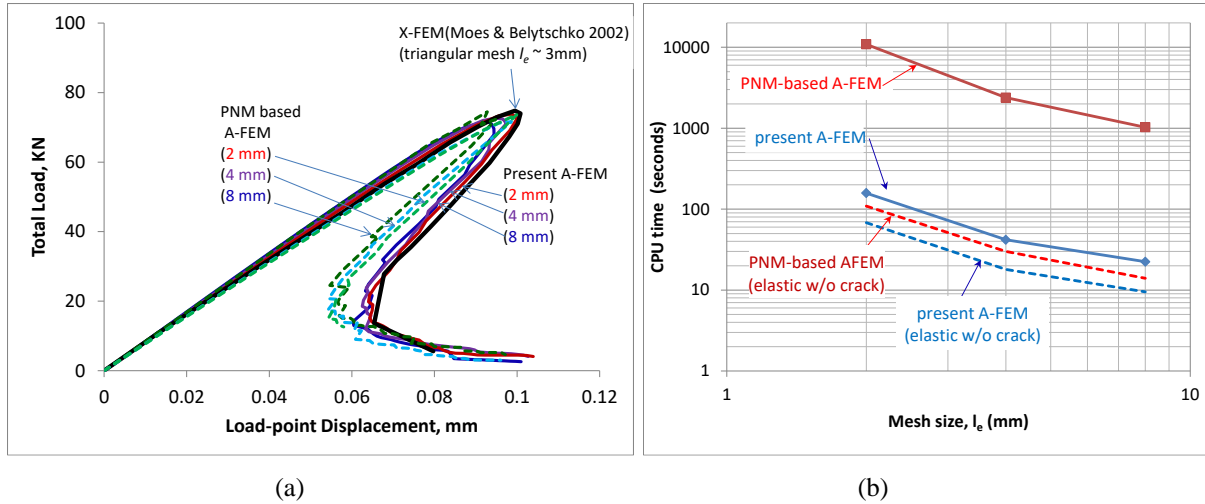 100
80
60
40
20
0
Total Load, KN
0
0.02
0.04
0.06
0.08
0.1
0.12
Load-point Displacement, mm
X-FEM(Moes & Belytschko 2002)
(triangular mesh le ~ 3mm)
PNM based
A-FEM
(2 mm)
(4 mm)
(8 mm)
Present A-FEM
(2 mm)
(4 mm)
(8 mm)
(a)
10000
1000
100
10
1
CPU time (seconds)
1
10
Mesh size, le (mm)
PNM-based A-FEM
present A-FEM
PNM-based AFEM
(elastic w/o crack)
present A-FEM
(elastic w/o crack)
(b)